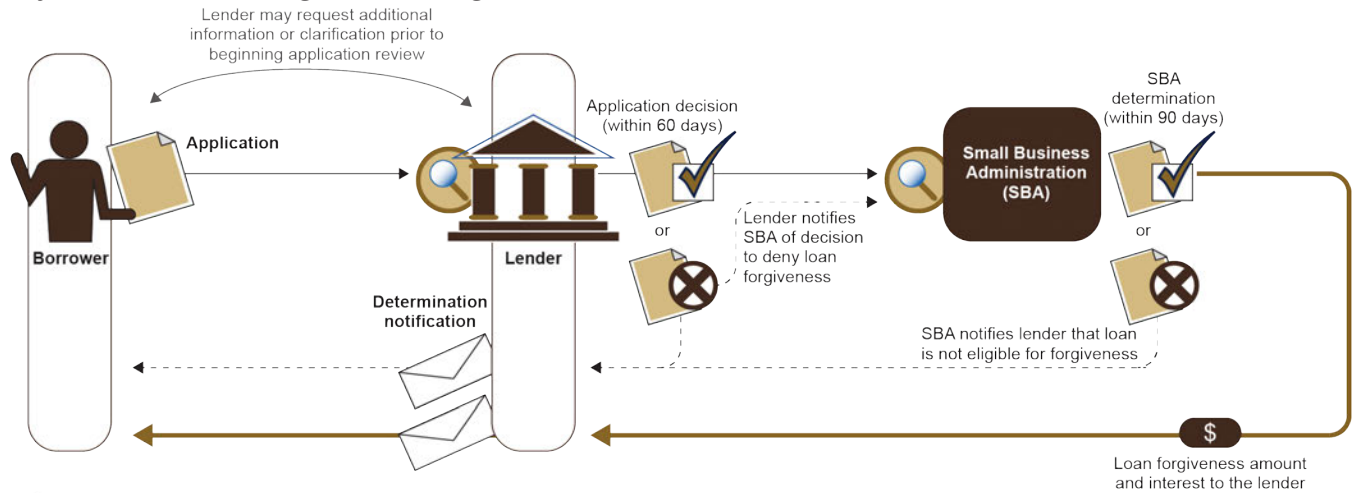 Lender may request additional
information or clarification prior to
beginning application review
Application
Borrower
Lender
Application decision
(within 60 days)
or
Lender notifies
SBA of decision
to deny loan
forgiveness
Small Business
Administration
(SBA)
SBA
determination
(within 90 days)
or
Determination
notification
SBA notifies lender that loan
is not eligible for forgiveness
$
Loan forgiveness amount
and interest to the lender